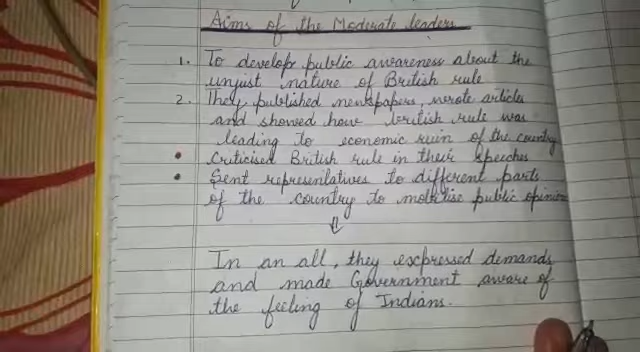 Aims of the Moderate leaders
1. To develop public awareness about the
unjust nature of British rule
2. They published newspapers, wrote articles
and showed how british rule was
leading to economic ruin of the country
• Criticised British rule in their speeches
• Sent representatives to different parts
of the country to mobilise public opinion
⇓
In an all, they expressed demands
and made Government aware of
the feeling of Indians.